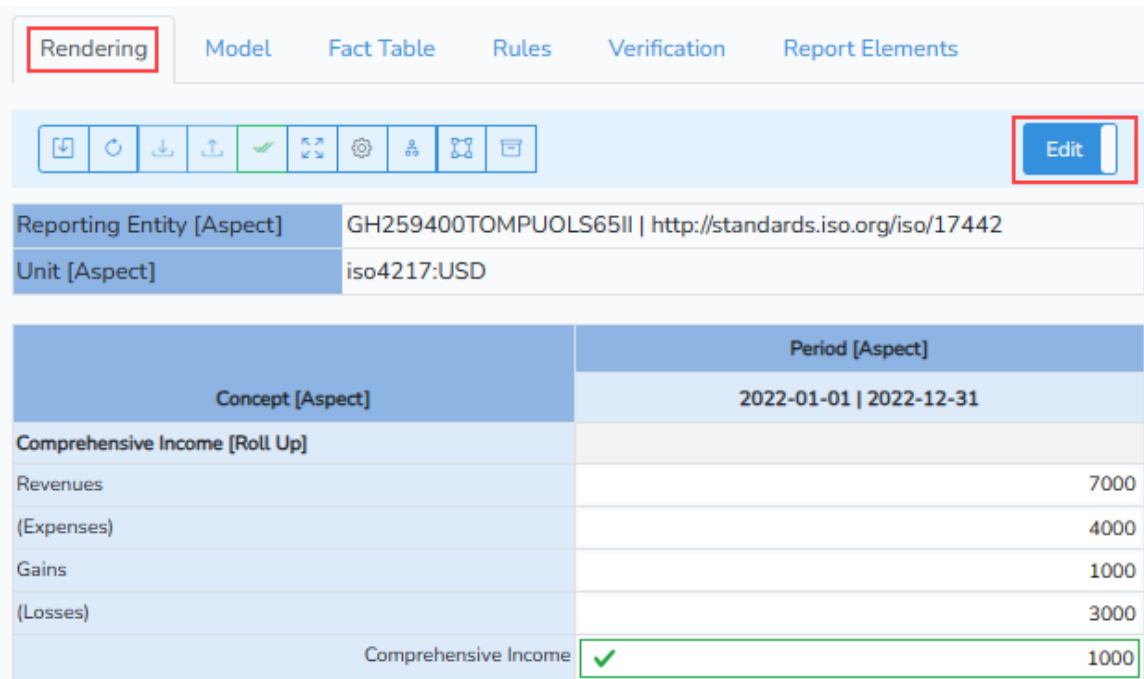 Rendering Model Fact Table Rules Verification Report Elements
Edit
Reporting Entity [Aspect] GH259400TOMPUOLS65II | http://standards.iso.org/iso/17442
Unit [Aspect] iso4217:USD
Period [Aspect]
Concept [Aspect] 2022-01-01 | 2022-12-31
Comprehensive Income [Roll Up]
Revenues 7000
(Expenses) 4000
Gains 1000
(Losses) 3000
Comprehensive Income 1000